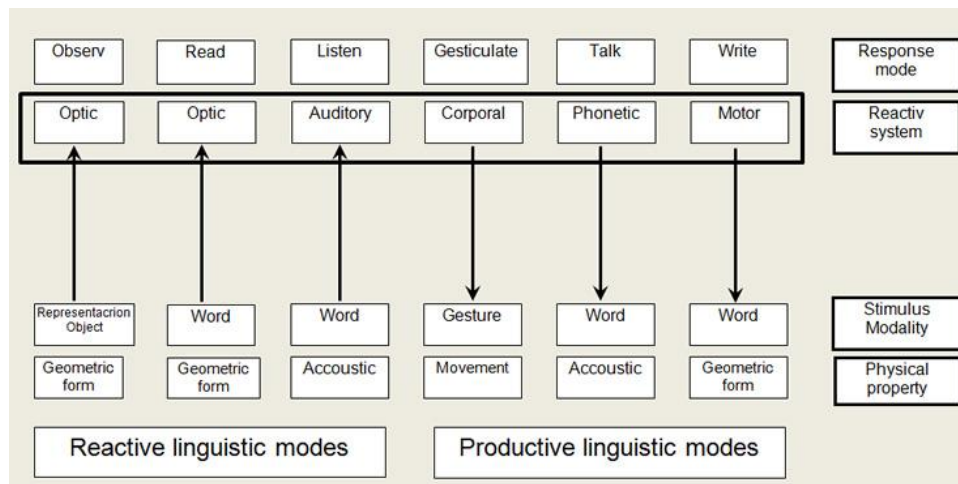 Observ Read Listen Gesticulate Talk Write Response
mode
Optic Optic Auditory Corporal Phonetic Motor Reactiv
system
Representacrion
Object
Word Word Gesture Word Word Stimulus
Modality
Geometric
form
Geometric
form
Accoustic Movement Accoustic Geometric
form
Physical
property
Reactive linguistic modes Productive linguistic modes